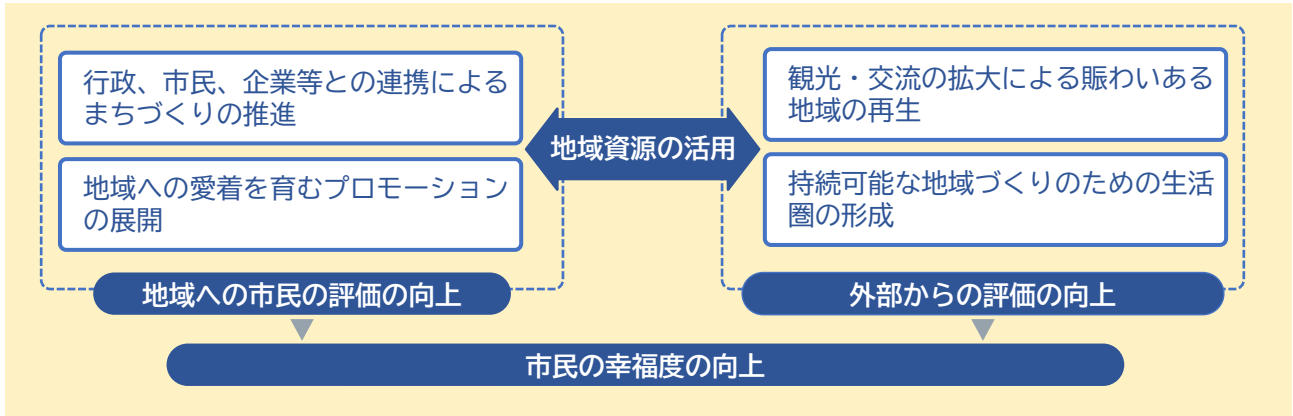 行政、市民、企業等との連携による
まちづくりの推進
地域への愛着を育むプロモーション
の展開
地域への市民の評価の向上
地域資源の活用
観光・交流の拡大による賑わいある
地域の再生
持続可能な地域づくりのための生活
圏の形成
外部からの評価の向上
市民の幸福度の向上